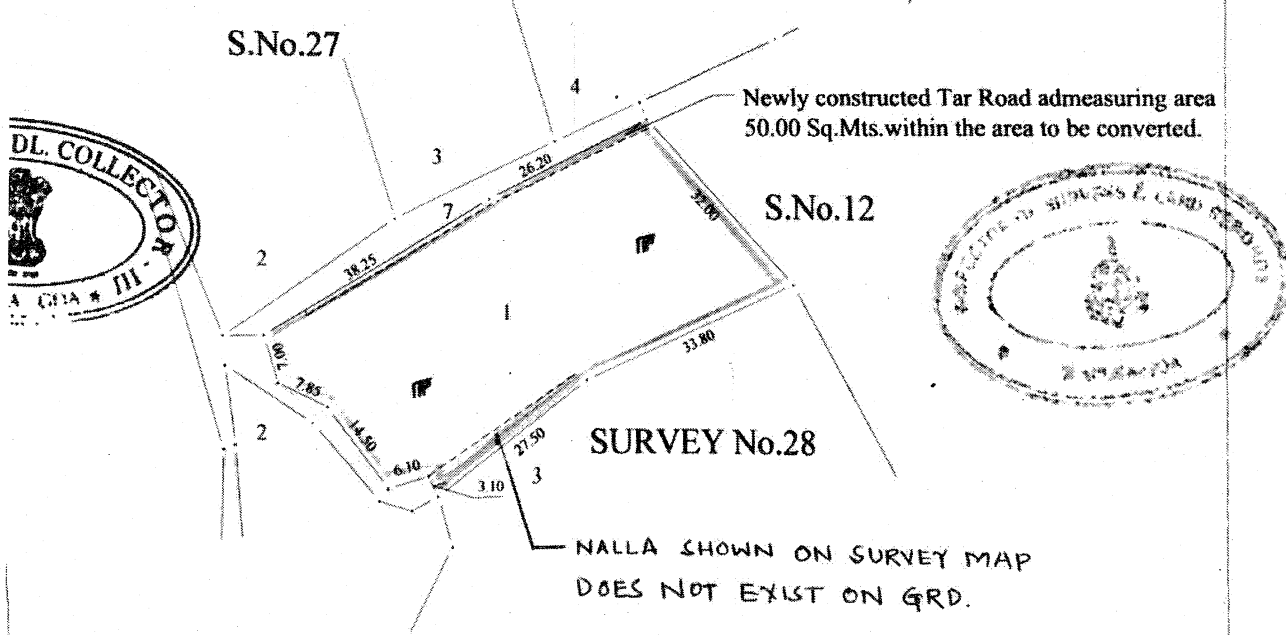 S.No.27
4
Newly constructed Tar Road admeasuring area
50.00 Sq.Mts.within the area to be converted.
DL. COLLECTOR - III
3
26.20
7
32.00
S.No.12
2
38.25
1
33.80
7.00
7.85
2
14.50
SURVEY No.28
27.50
6.10
3.10
3
NALLA SHOWN ON SURVEY MAP
DOES NOT EXIST ON GRD.